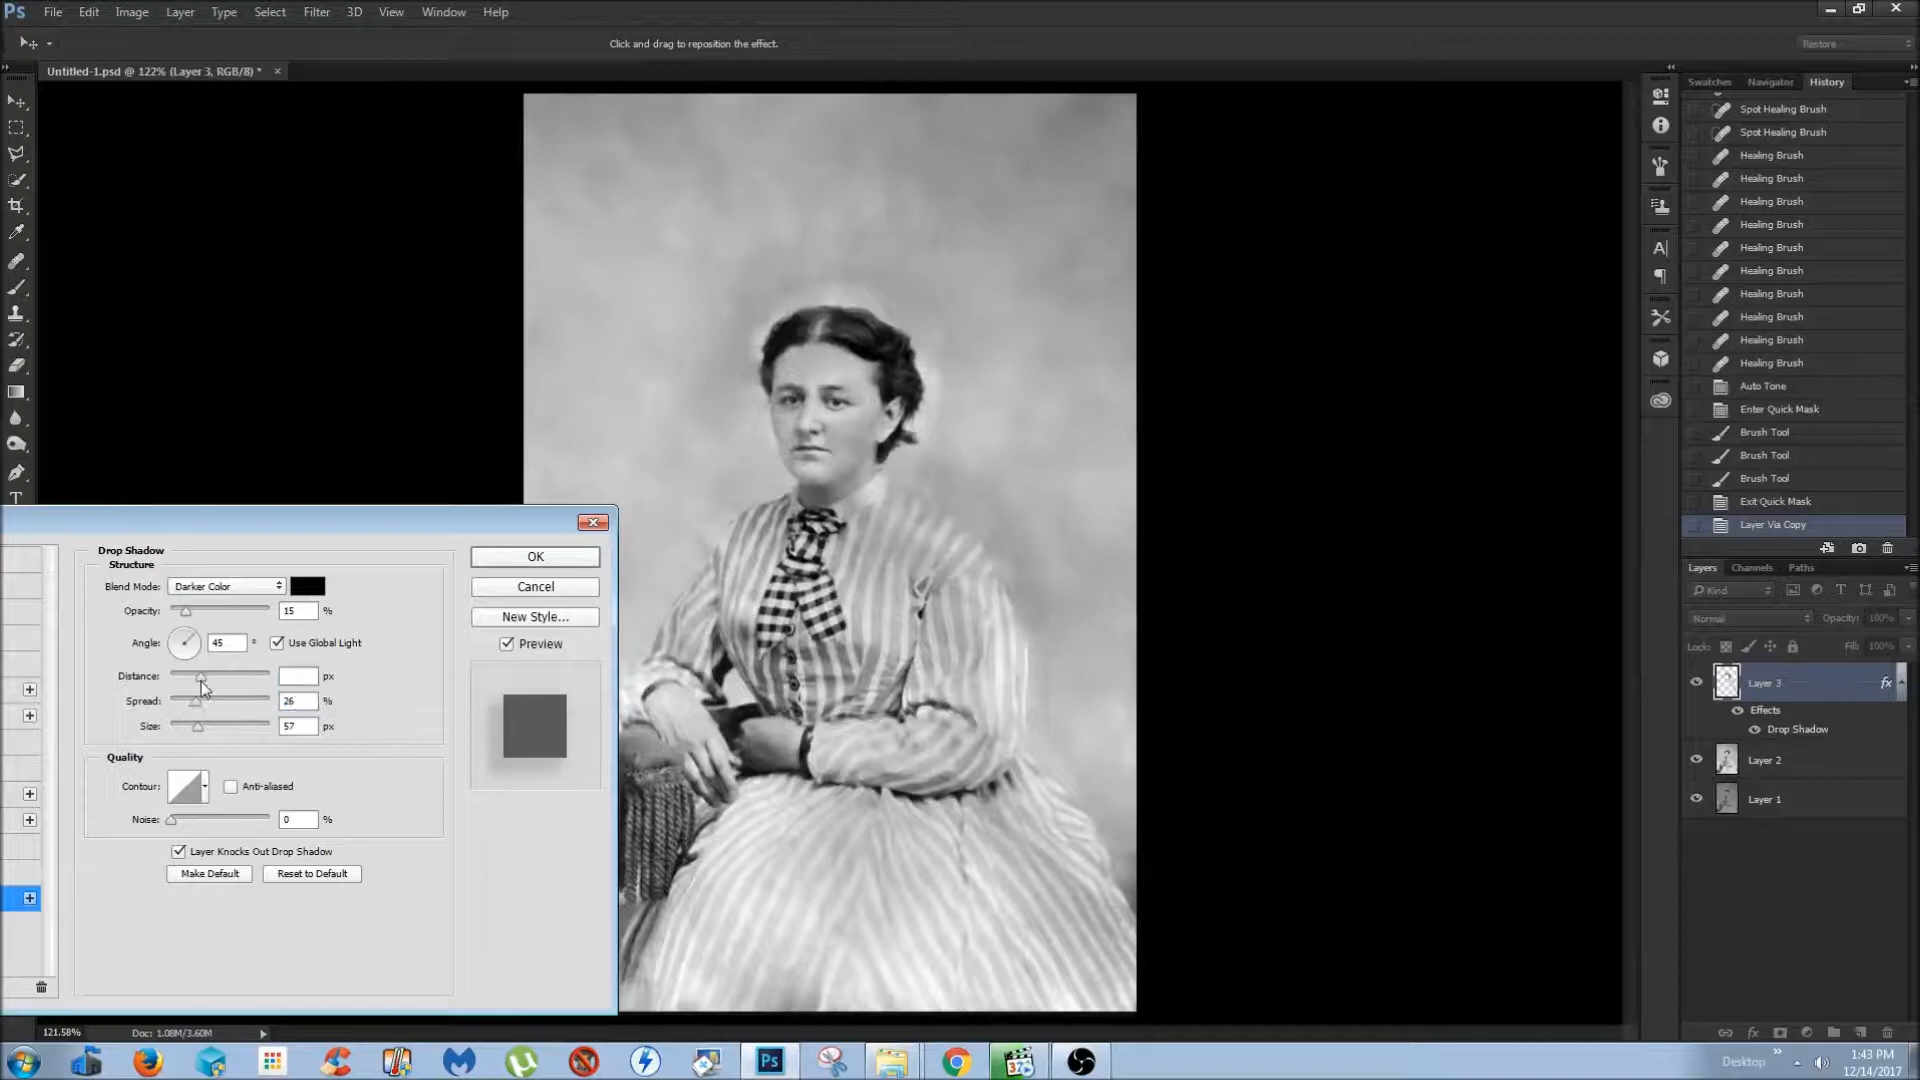 Ps File Edit Image Layer Type Select Filter 3D View Window Help
Click and drag to reposition the effect.
Restore
Untitled-1.psd @ 122% (Layer 3, RGB/8) *
Swatches Navigator History
Spot Healing Brush
Spot Healing Brush
Healing Brush
Healing Brush
Healing Brush
Healing Brush
Healing Brush
Healing Brush
Healing Brush
Healing Brush
Healing Brush
Healing Brush
Auto Tone
Enter Quick Mask
Brush Tool
Brush Tool
Brush Tool
Exit Quick Mask
Layer Via Copy
Layers Channels Paths
Kind
Normal Opacity: 100%
Lock: Fill: 100%
Layer 3 fx
Effects
Drop Shadow
Layer 2
Layer 1
Drop Shadow
Structure
Blend Mode: Darker Color
Opacity: 15 %
Angle: 45 ° Use Global Light
Distance: px
Spread: 26 %
Size: 57 px
Quality
Contour: Anti-aliased
Noise: 0 %
Layer Knocks Out Drop Shadow
Make Default Reset to Default
OK
Cancel
New Style...
Preview
121.58% Doc: 1.08M/3.60M
Ps
Desktop
1:43 PM
12/14/2017